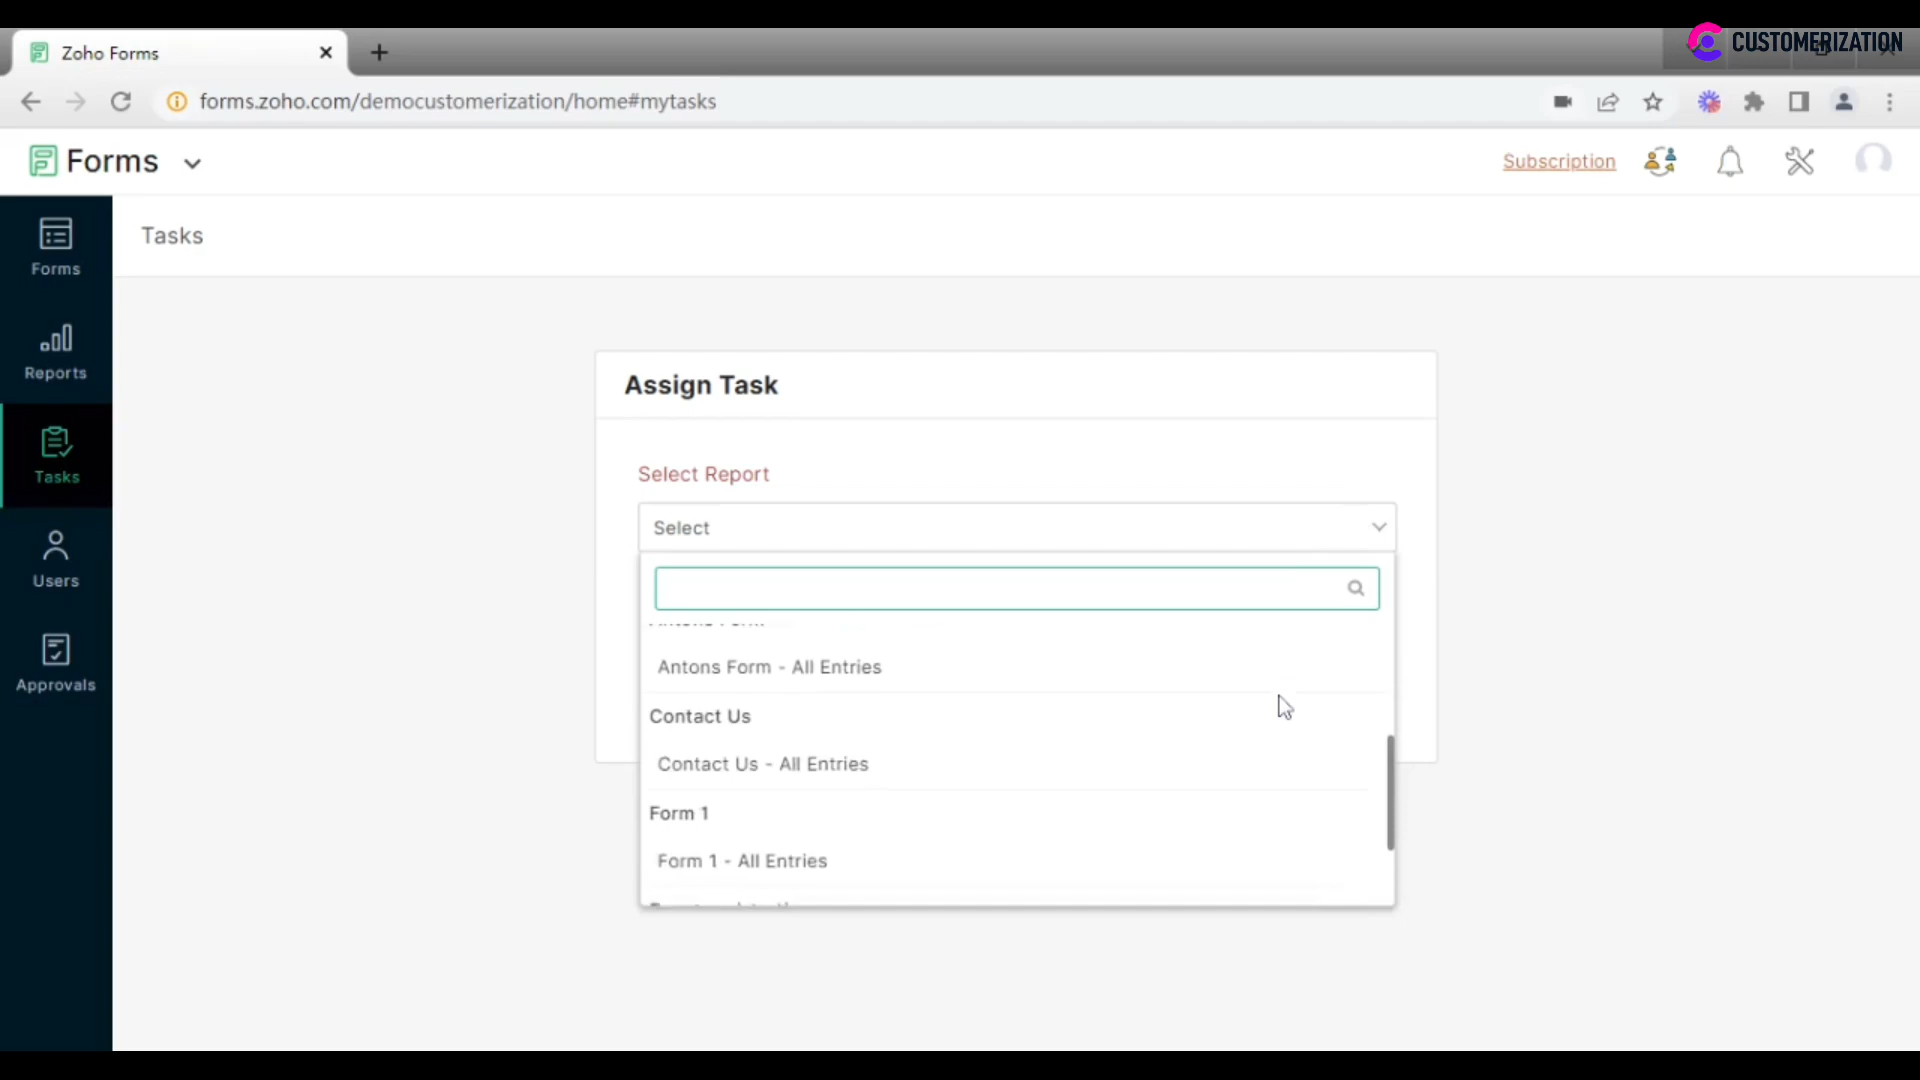 Zoho Forms
CUSTOMERIZATION
forms.zoho.com/democustomerization/home#mytasks
Forms
Subscription
Forms
Tasks
Reports
Assign Task
Tasks
Select Report
Select
Users
Antons Form - All Entries
Approvals
Contact Us
Contact Us - All Entries
Form 1
Form 1 - All Entries